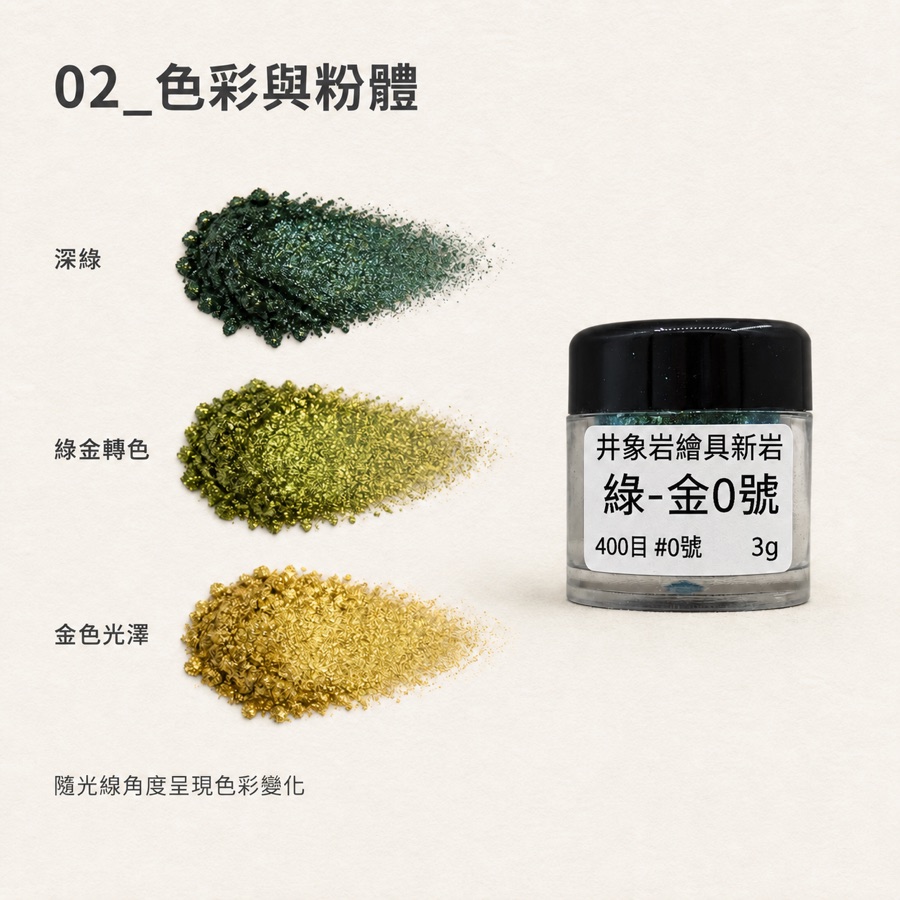 02_色彩與粉體
深綠
綠金轉色
金色光澤
隨光線角度呈現色彩變化
井象岩繪具新岩
綠-金0號
400目 #0號 3g